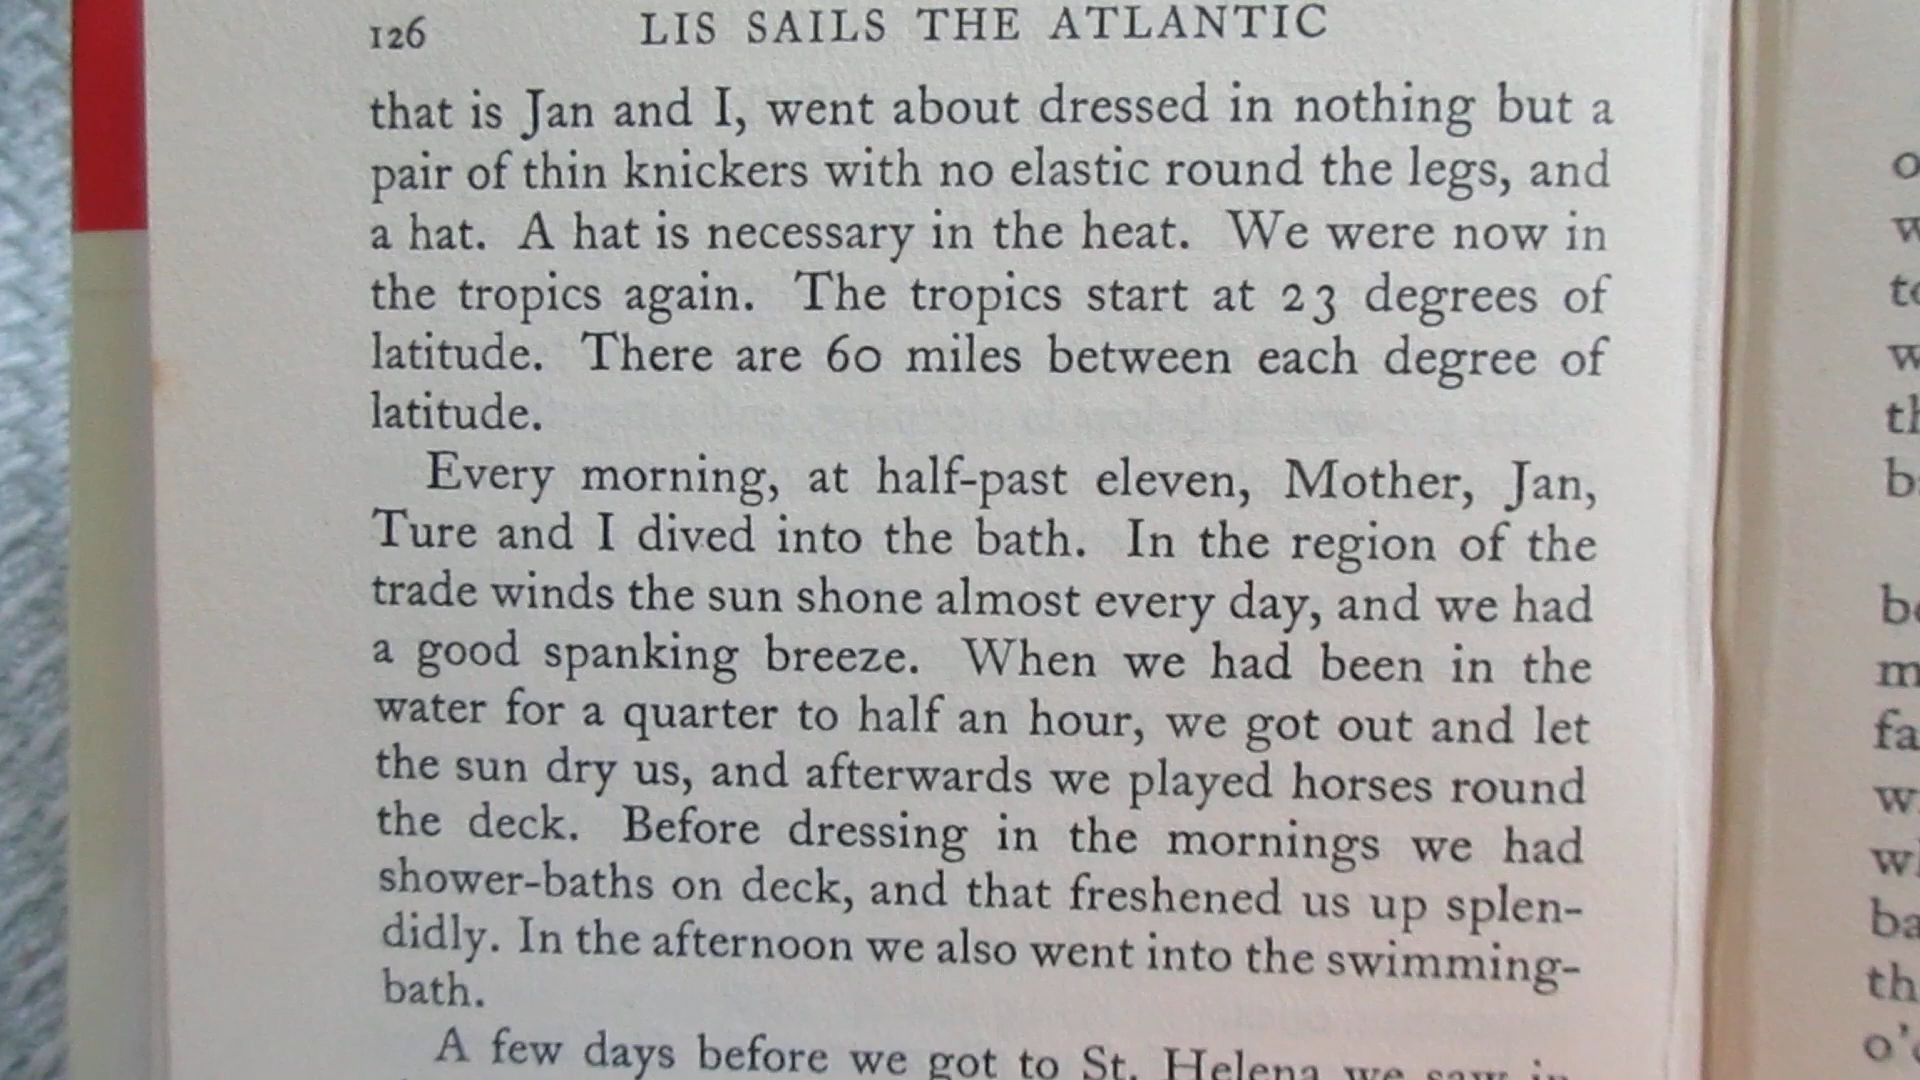 126 LIS SAILS THE ATLANTIC
that is Jan and I, went about dressed in nothing but a
pair of thin knickers with no elastic round the legs, and
a hat. A hat is necessary in the heat. We were now in
the tropics again. The tropics start at 23 degrees of
latitude. There are 60 miles between each degree of
latitude.
Every morning, at half-past eleven, Mother, Jan,
Ture and I dived into the bath. In the region of the
trade winds the sun shone almost every day, and we had
a good spanking breeze. When we had been in the
water for a quarter to half an hour, we got out and let
the sun dry us, and afterwards we played horses round
the deck. Before dressing in the mornings we had
shower-baths on deck, and that freshened us up splen-
didly. In the afternoon we also went into the swimming-
bath.
A few days before we got to St. Helena we saw in